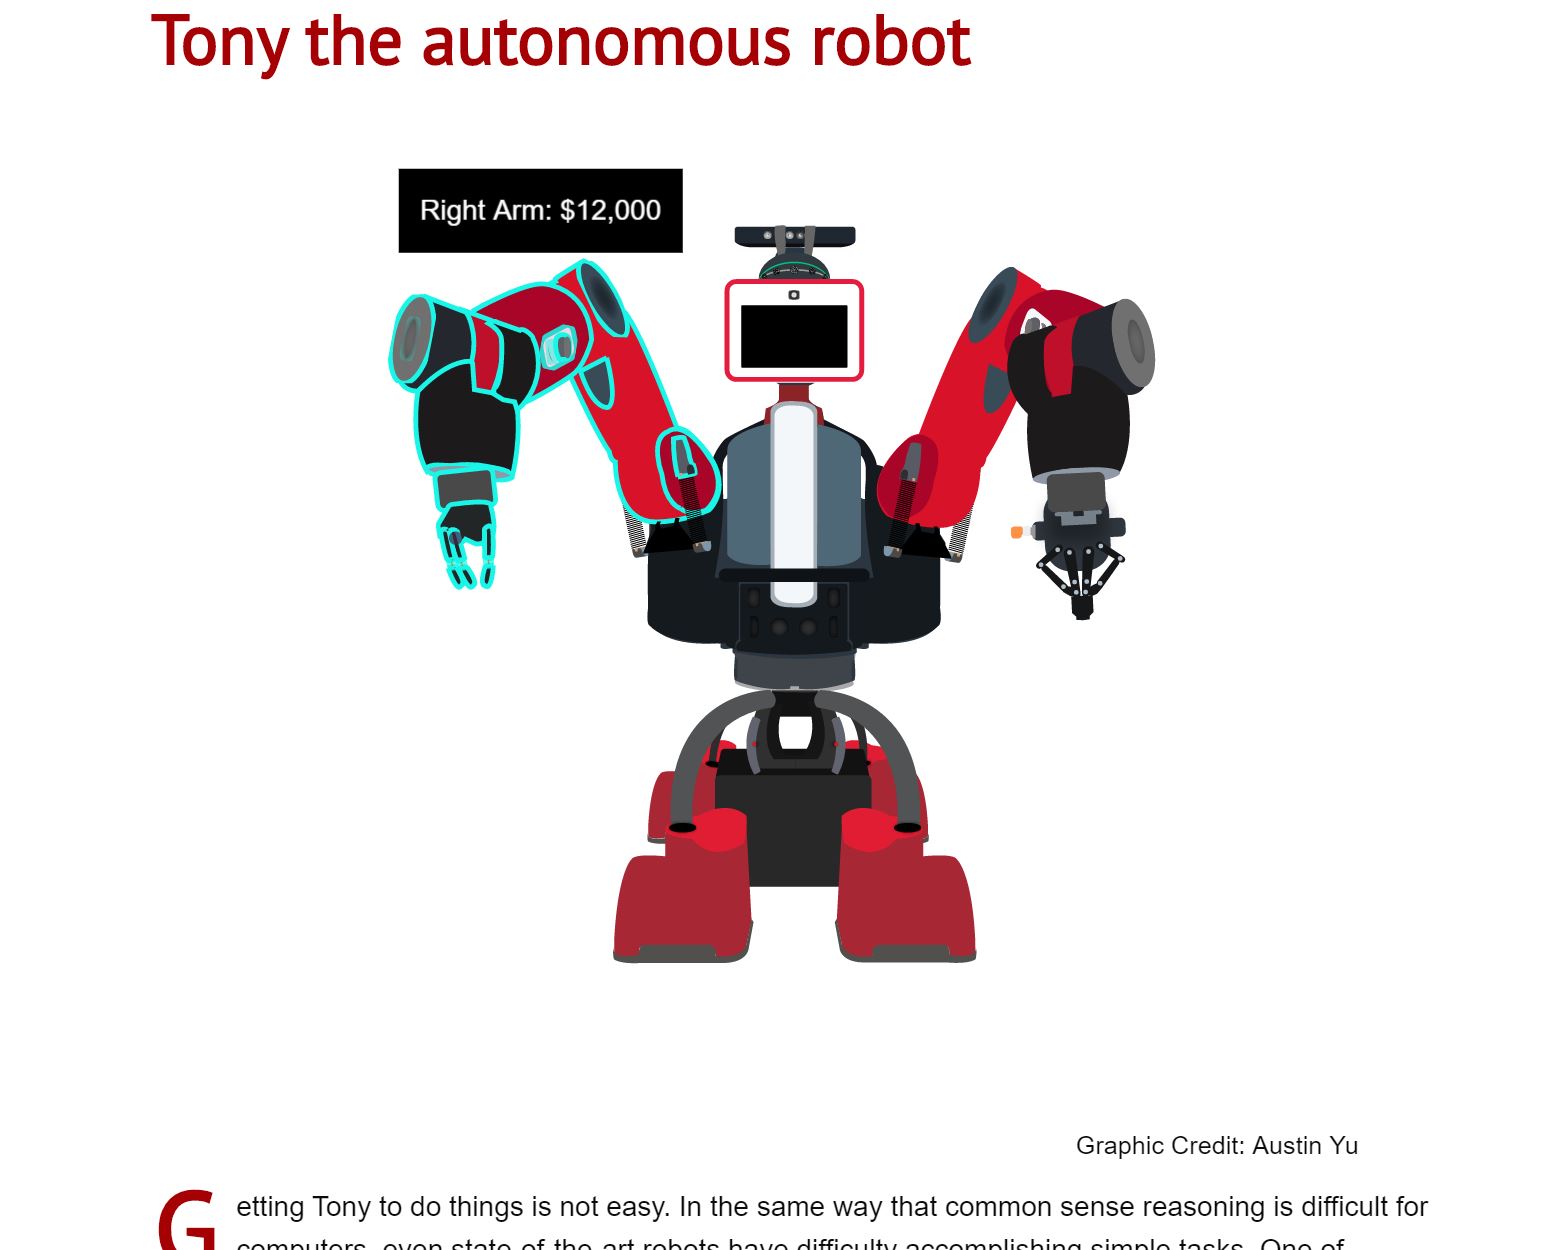 Tony the autonomous robot
Right Arm: $12,000
Graphic Credit: Austin Yu
Getting Tony to do things is not easy. In the same way that common sense reasoning is difficult for
computers, even state-of-the-art robots have difficulty accomplishing simple tasks. One of